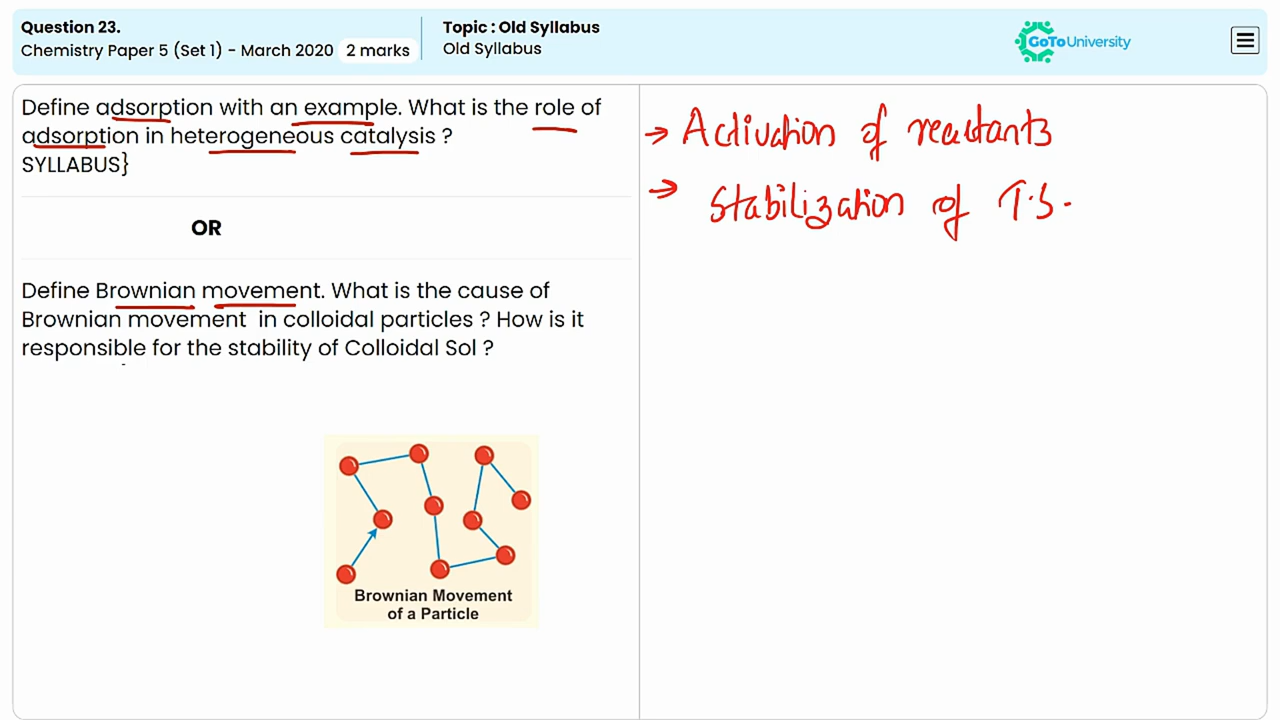 Question 23.
Chemistry Paper 5 (Set 1) - March 2020 2 marks
Topic : Old Syllabus
Old Syllabus
GoToUniversity
Define adsorption with an example. What is the role of
adsorption in heterogeneous catalysis ?
SYLLABUS}
OR
Define Brownian movement. What is the cause of
Brownian movement in colloidal particles ? How is it
responsible for the stability of Colloidal Sol ?
Brownian Movement
of a Particle
→ Activation of reactants
→ Stabilization of T.S.